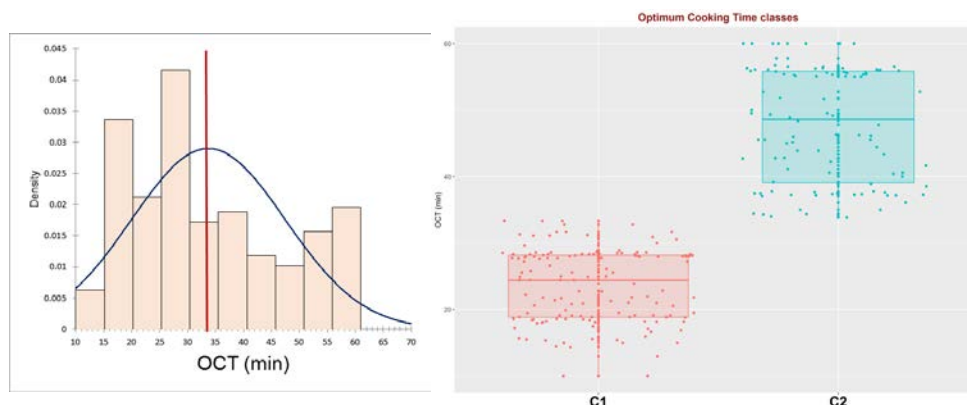 0.045
0.04
0.035
0.03
0.025
0.02
0.015
0.01
0.005
0
Density
10 15 20 25 30 35 40 45 50 55 60 65 70
OCT (min)
Optimum Cooking Time classes
60
40
20
OCT (min)
C1 C2